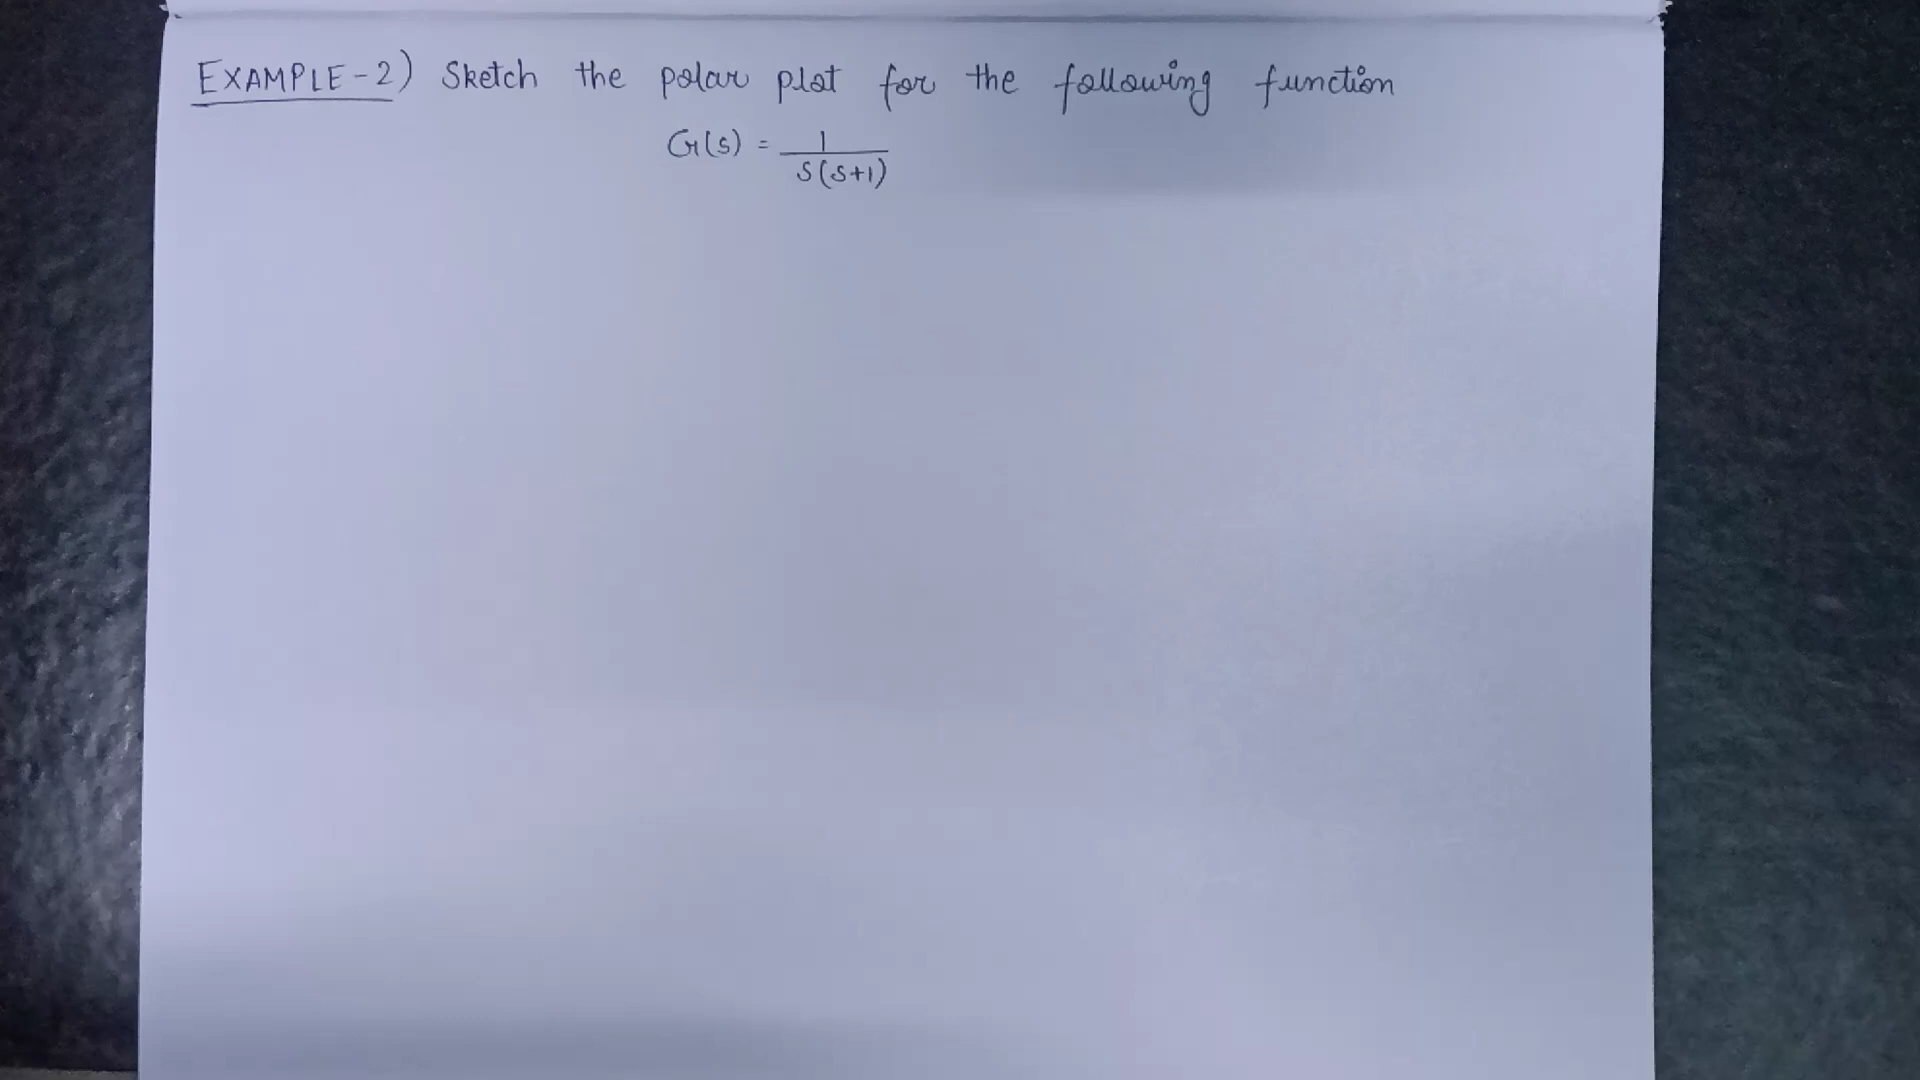 EXAMPLE-2) Sketch the polar plot for the following function
G(s) = 1/s(s+1)